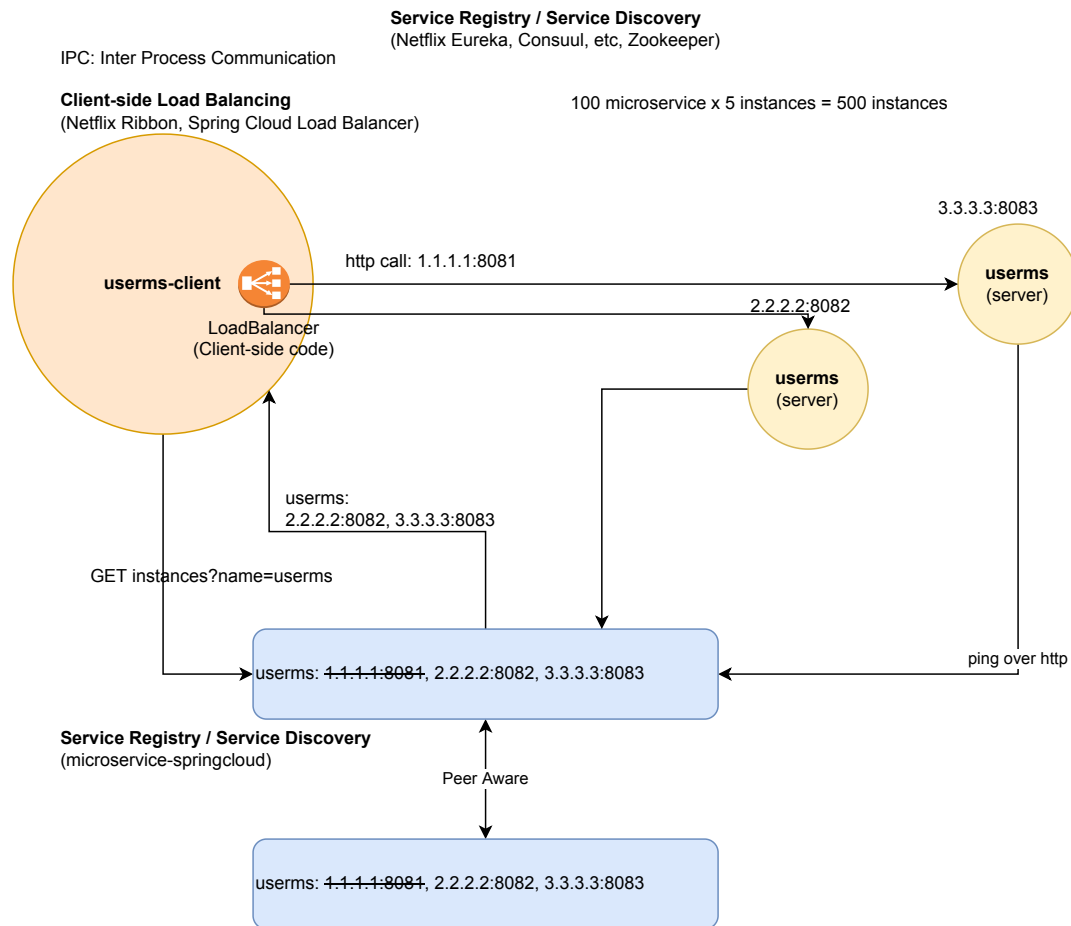 Service Registry / Service Discovery
(Netflix Eureka, Consuul, etc, Zookeeper)
IPC: Inter Process Communication
Client-side Load Balancing
(Netflix Ribbon, Spring Cloud Load Balancer)
100 microservice x 5 instances = 500 instances
3.3.3.3:8083
http call: 1.1.1.1:8081
userms-client
userms
(server)
2.2.2.2:8082
LoadBalancer
(Client-side code)
userms
(server)
userms:
2.2.2.2:8082, 3.3.3.3:8083
GET instances?name=userms
ping over http
userms: 1.1.1.1:8081, 2.2.2.2:8082, 3.3.3.3:8083
Service Registry / Service Discovery
(microservice-springcloud)
Peer Aware
userms: 1.1.1.1:8081, 2.2.2.2:8082, 3.3.3.3:8083